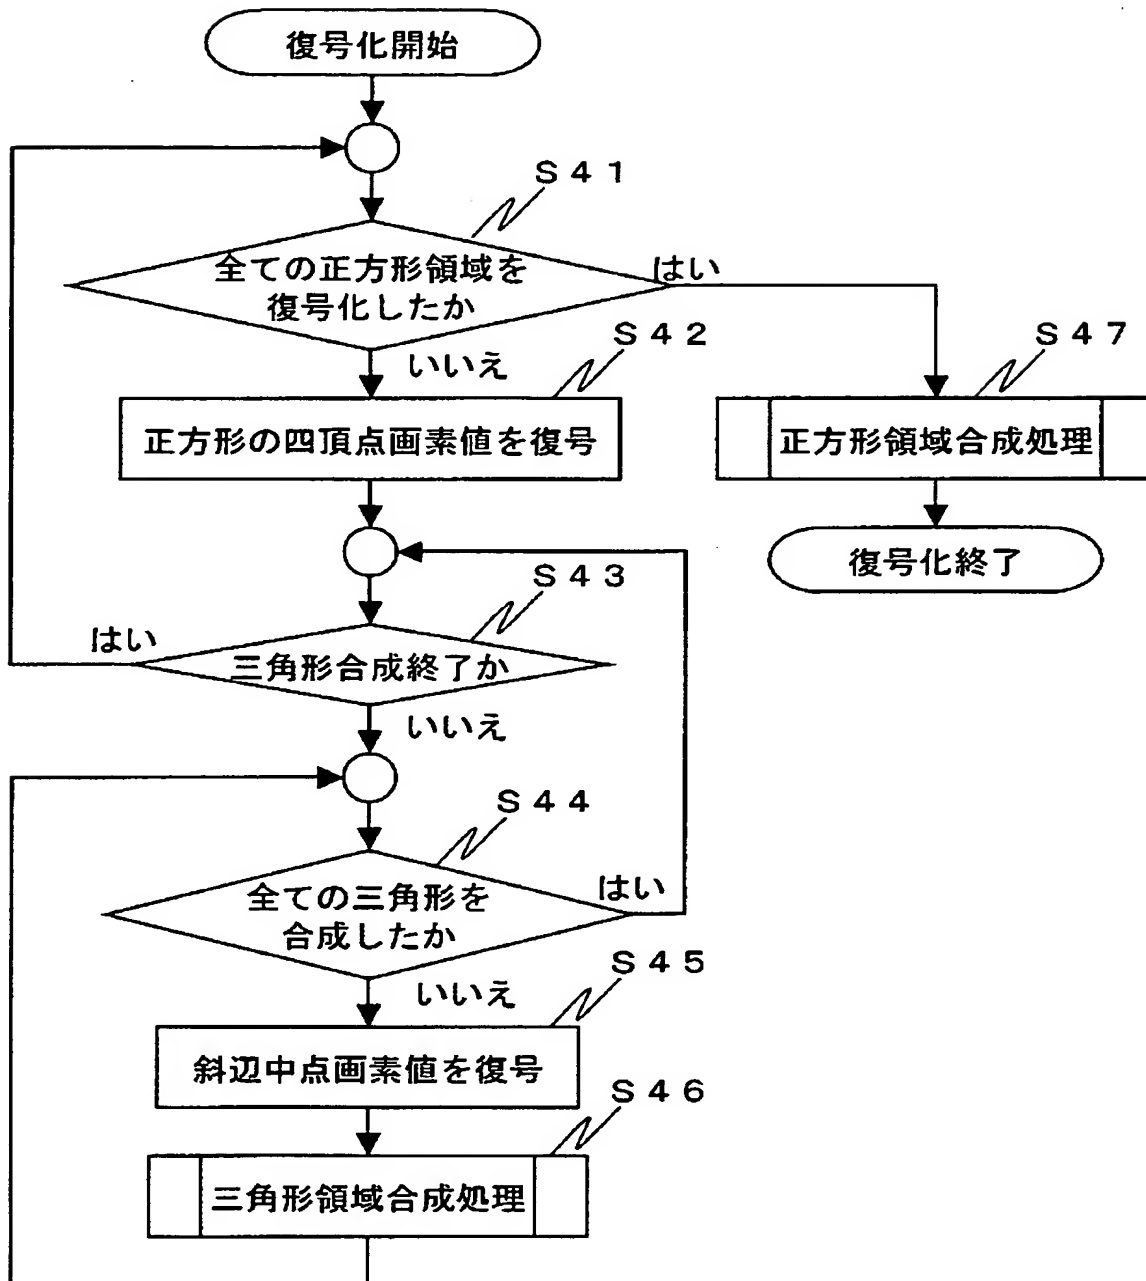 復号化開始
S41
全ての正方形領域を
復号化したか
はい
いいえ
S42
正方形の四頂点画素値を復号
S47
正方形領域合成処理
復号化終了
S43
三角形合成終了か
はい
いいえ
S44
全ての三角形を
合成したか
はい
いいえ
S45
斜辺中点画素値を復号
S46
三角形領域合成処理